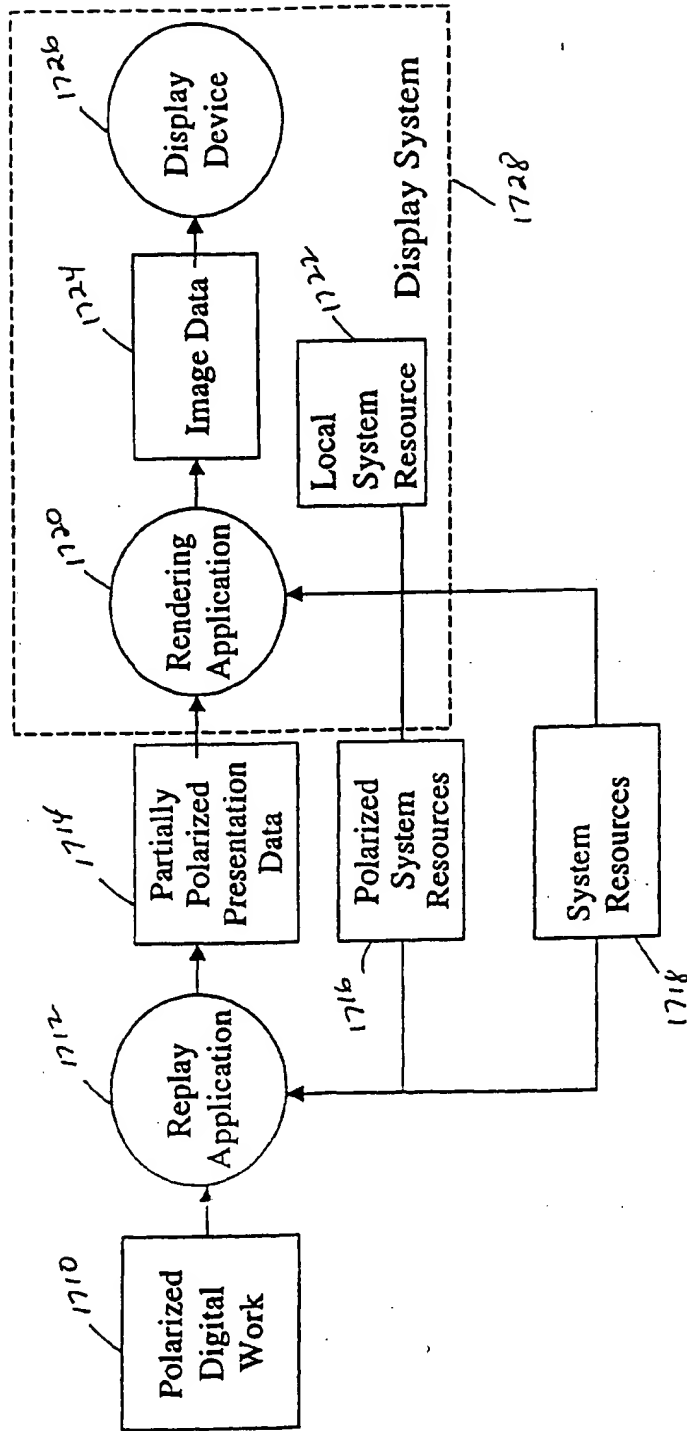 1710
Polarized
Digital
Work
1712
Replay
Application
1714
Partially
Polarized
Presentation
Data
1716
Polarized
System
Resources
System
Resources
1718
1720
Rendering
Application
1722
Local
System
Resource
1724
Image Data
1726
Display
Device
Display System
1728